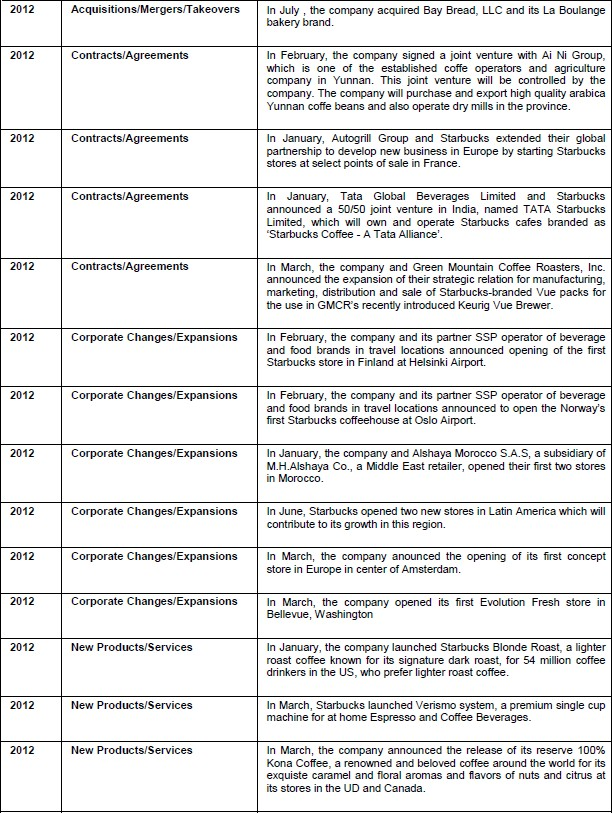 2012 Acquisitions/Mergers/Takeovers In July , the company acquired Bay Bread, LLC and its La Boulange
bakery brand.
2012 Contracts/Agreements In February, the company signed a joint venture with Ai Ni Group,
which is one of the established coffe operators and agriculture
company in Yunnan. This joint venture will be controlled by the
company. The company will purchase and export high quality arabica
Yunnan coffe beans and also operate dry mills in the province.
2012 Contracts/Agreements In January, Autogrill Group and Starbucks extended their global
partnership to develop new business in Europe by starting Starbucks
stores at select points of sale in France.
2012 Contracts/Agreements In January, Tata Global Beverages Limited and Starbucks
announced a 50/50 joint venture in India, named TATA Starbucks
Limited, which will own and operate Starbucks cafes branded as
‘Starbucks Coffee - A Tata Alliance’.
2012 Contracts/Agreements In March, the company and Green Mountain Coffee Roasters, Inc.
announced the expansion of their strategic relation for manufacturing,
marketing, distribution and sale of Starbucks-branded Vue packs for
the use in GMCR’s recently introduced Keurig Vue Brewer.
2012 Corporate Changes/Expansions In February, the company and its partner SSP operator of beverage
and food brands in travel locations announced opening of the first
Starbucks store in Finland at Helsinki Airport.
2012 Corporate Changes/Expansions In February, the company and its partner SSP operator of beverage
and food brands in travel locations announced to open the Norway’s
first Starbucks coffeehouse at Oslo Airport.
2012 Corporate Changes/Expansions In January, the company and Alshaya Morocco S.A.S, a subsidiary of
M.H.Alshaya Co., a Middle East retailer, opened their first two stores
in Morocco.
2012 Corporate Changes/Expansions In June, Starbucks opened two new stores in Latin America which will
contribute to its growth in this region.
2012 Corporate Changes/Expansions In March, the company anounced the opening of its first concept
store in Europe in center of Amsterdam.
2012 Corporate Changes/Expansions In March, the company opened its first Evolution Fresh store in
Bellevue, Washington
2012 New Products/Services In January, the company launched Starbucks Blonde Roast, a lighter
roast coffee known for its signature dark roast, for 54 million coffee
drinkers in the US, who prefer lighter roast coffee.
2012 New Products/Services In March, Starbucks launched Verismo system, a premium single cup
machine for at home Espresso and Coffee Beverages.
2012 New Products/Services In March, the company announced the release of its reserve 100%
Kona Coffee, a renowned and beloved coffee around the world for its
exquiste caramel and floral aromas and flavors of nuts and citrus at
its stores in the UD and Canada.